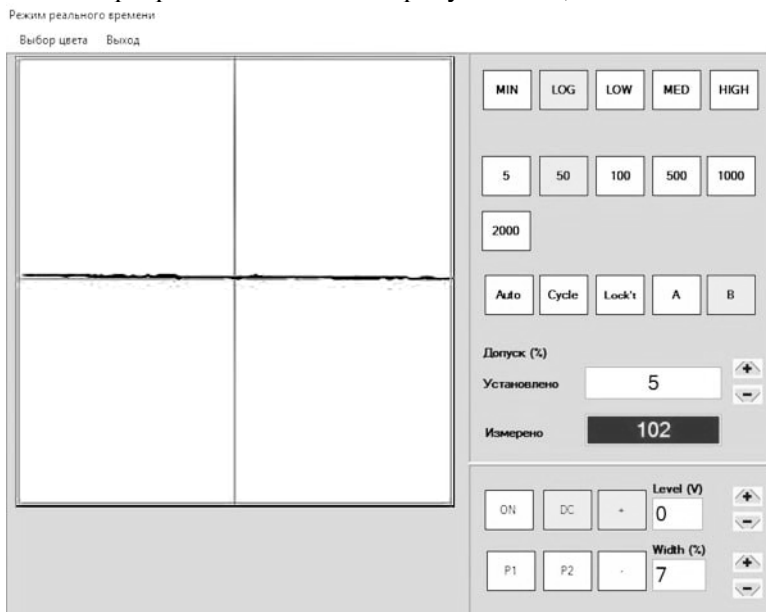 Режим реального времени
Выбор цвета Выход
MIN LOG LOW MED HIGH
5 50 100 500 1000
2000
Auto Cycle Lock't A B
Допуск (%)
Установлено 5
Измерено 102
Level (V)
ON DC + 0
Width (%)
P1 P2 - 7